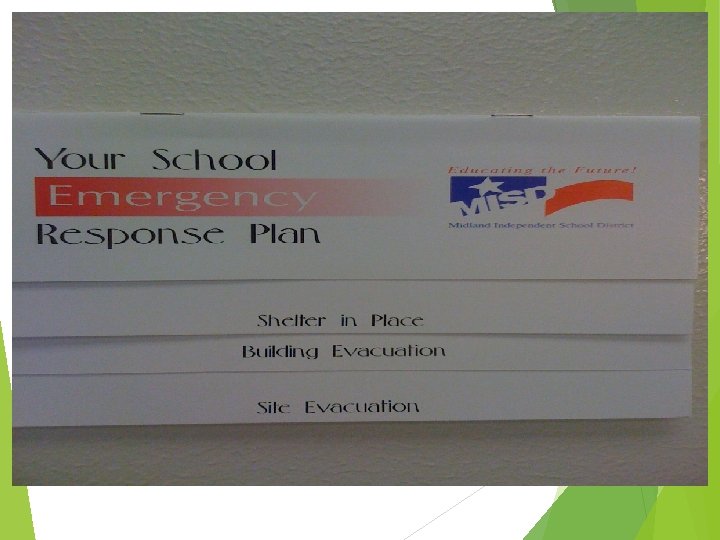 Your School
Emergency
Response Plan
Educating the Future!
MISD
Midland Independent School District
Shelter in Place
Building Evacuation
Site Evacuation